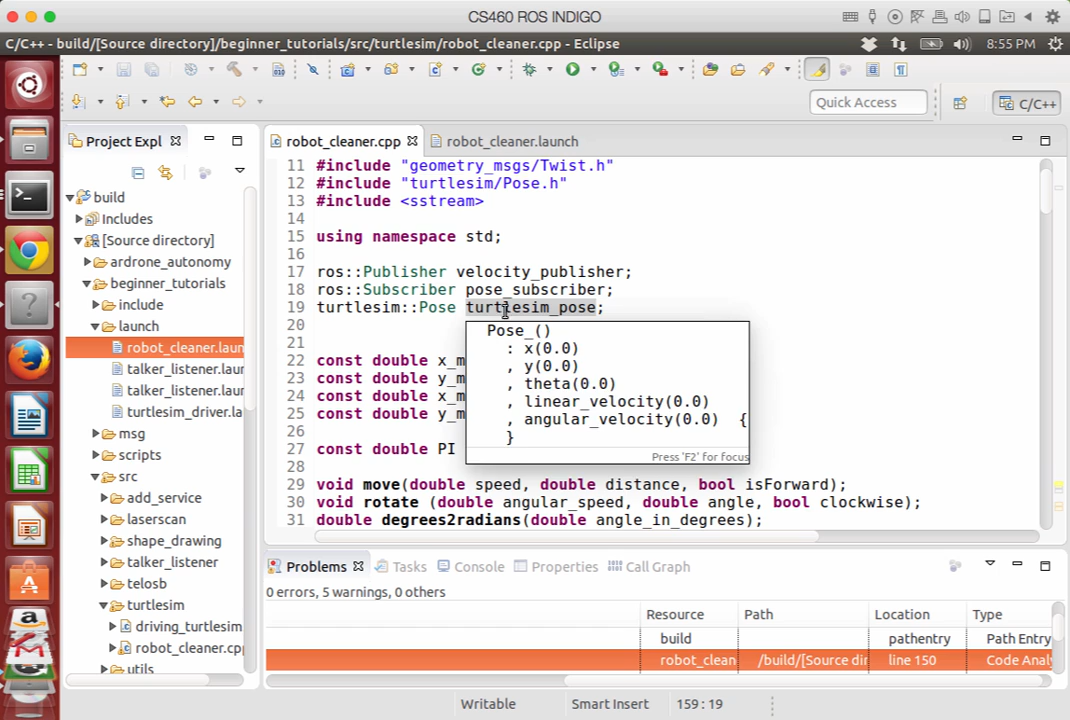 CS460 ROS INDIGO
C/C++ - build/[Source directory]/beginner_tutorials/src/turtlesim/robot_cleaner.cpp - Eclipse
8:55 PM
Quick Access
C/C++
Project Expl
build
Includes
[Source directory]
ardrone_autonomy
beginner_tutorials
include
launch
robot_cleaner.laun
talker_listener.laur
talker_listener.laur
turtlesim_driver.la
msg
scripts
src
add_service
laserscan
shape_drawing
talker_listener
telosb
turtlesim
driving_turtlesim
robot_cleaner.cpp
utils
robot_cleaner.cpp
robot_cleaner.launch
11 #include "geometry_msgs/Twist.h"
12 #include "turtlesim/Pose.h"
13 #include <sstream>
14
15 using namespace std;
16
17 ros::Publisher velocity_publisher;
18 ros::Subscriber pose_subscriber;
19 turtlesim::Pose turtlesim_pose;
20
21
22 const double x_m
23 const double y_m
24 const double x_m
25 const double y_m
26
27 const double PI
28
29 void move(double speed, double distance, bool isForward);
30 void rotate (double angular_speed, double angle, bool clockwise);
31 double degrees2radians(double angle_in_degrees);
Pose_()
: x(0.0)
, y(0.0)
, theta(0.0)
, linear_velocity(0.0)
, angular_velocity(0.0) {
}
Press 'F2' for focus
Problems
Tasks
Console
Properties
Call Graph
0 errors, 5 warnings, 0 others
Resource Path Location Type
build pathentry Path Entry
robot_clean /build/[Source dir line 150 Code Anal
Writable Smart Insert 159 : 19